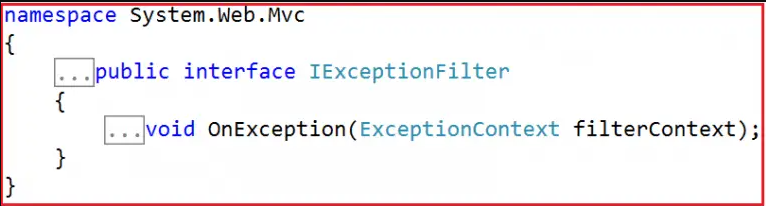 namespace System.Web.Mvc
{
...public interface IExceptionFilter
{
...void OnException(ExceptionContext filterContext);
}
}